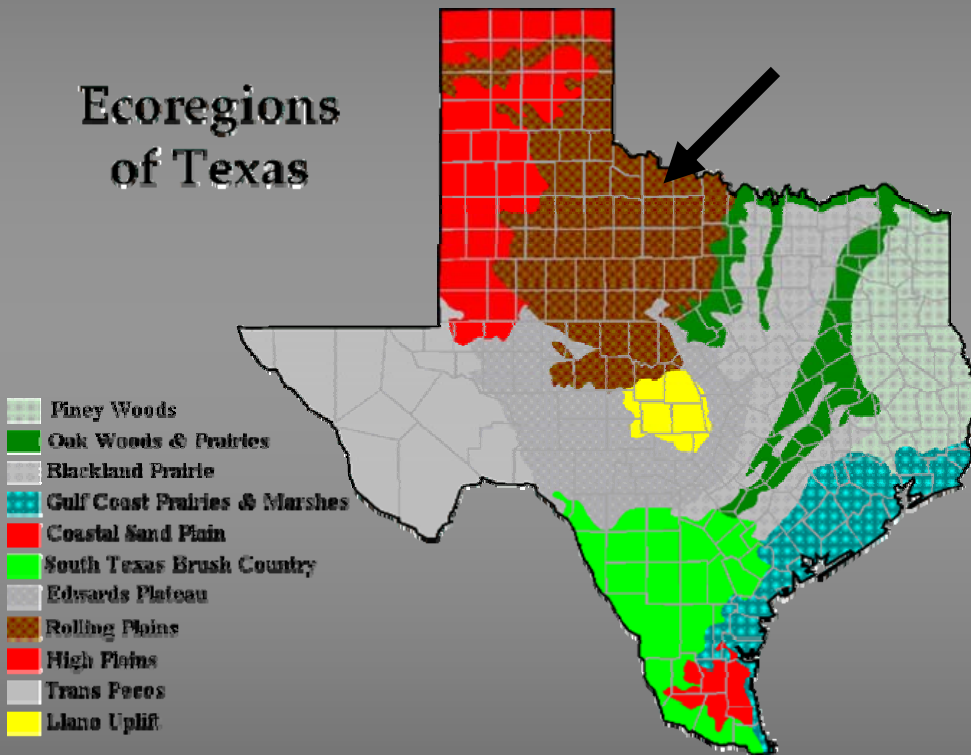 Ecoregions
of Texas
Piney Woods
Oak Woods & Prairies
Blackland Prairie
Gulf Coast Prairies & Marshes
Coastal Sand Plain
South Texas Brush Country
Edwards Plateau
Rolling Plains
High Plains
Trans Pecos
Llano Uplift